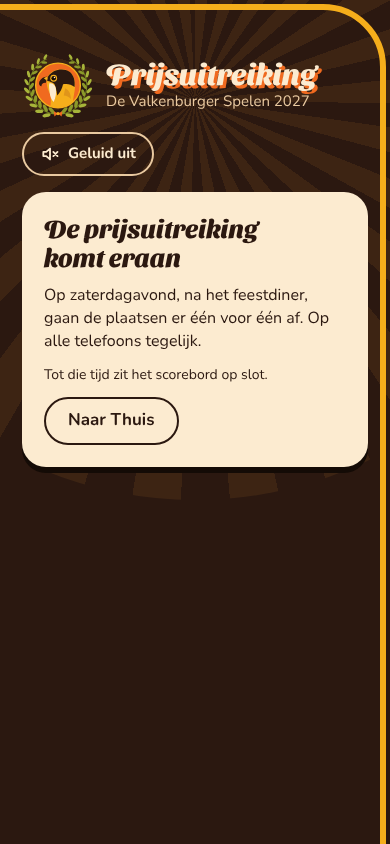 Prijsuitreiking
De Valkenburger Spelen 2027
Geluid uit
De prijsuitreiking
komt eraan
Op zaterdagavond, na het feestdiner,
gaan de plaatsen er één voor één af. Op
alle telefoons tegelijk.
Tot die tijd zit het scorebord op slot.
Naar Thuis